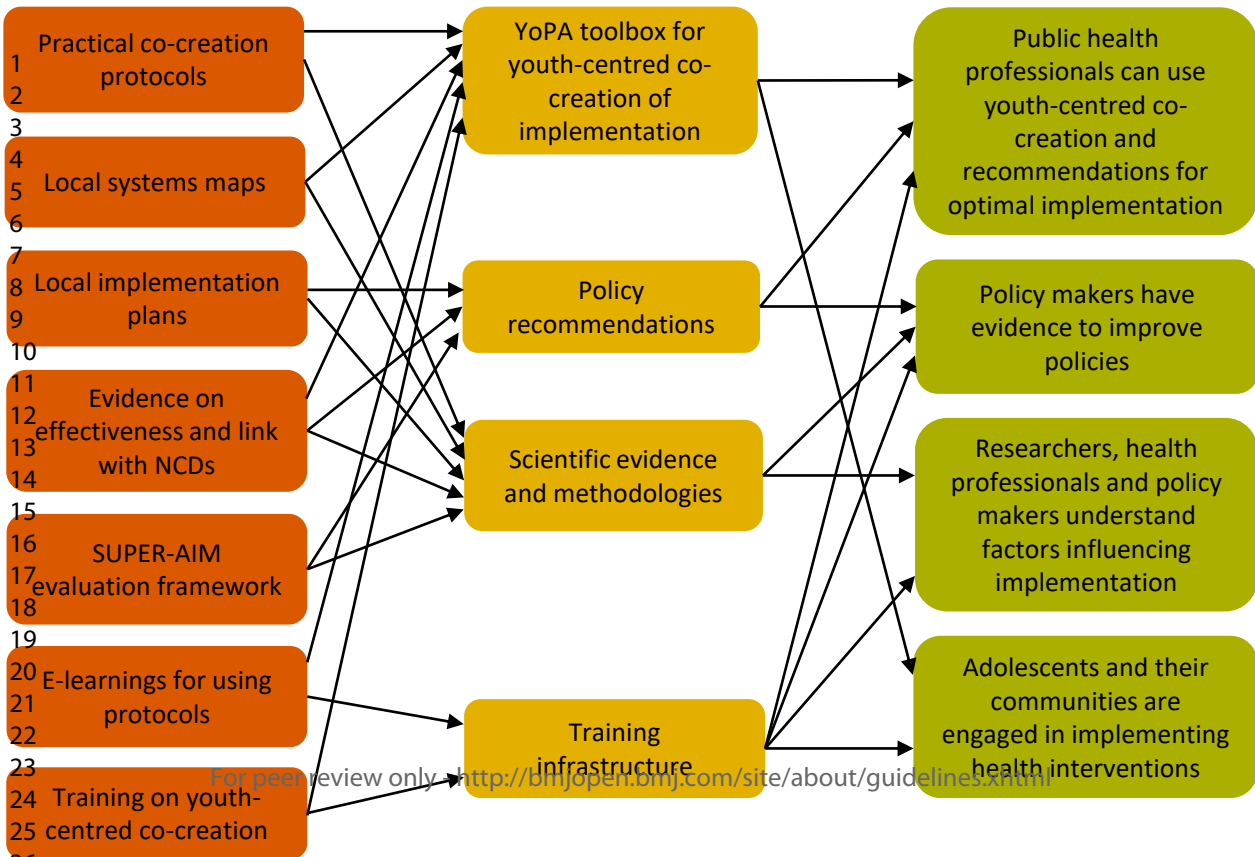 Practical co-creation
protocols
Local systems maps
Local implementation
plans
Evidence on
effectiveness and link
with NCDs
SUPER-AIM
evaluation framework
E-learnings for using
protocols
Training on youth-
centred co-creation
YoPA toolbox for
youth-centred co-
creation of
implementation
Policy
recommendations
Scientific evidence
and methodologies
Training
infrastructure
Public health
professionals can use
youth-centred co-
creation and
recommendations for
optimal implementation
Policy makers have
evidence to improve
policies
Researchers, health
professionals and policy
makers understand
factors influencing
implementation
Adolescents and their
communities are
engaged in implementing
health interventions
1
2
3
4
5
6
7
8
9
10
11
12
13
14
15
16
17
18
19
20
21
22
23
24
25
For peer review only - http://bmjopen.bmj.com/site/about/guidelines.xhtml